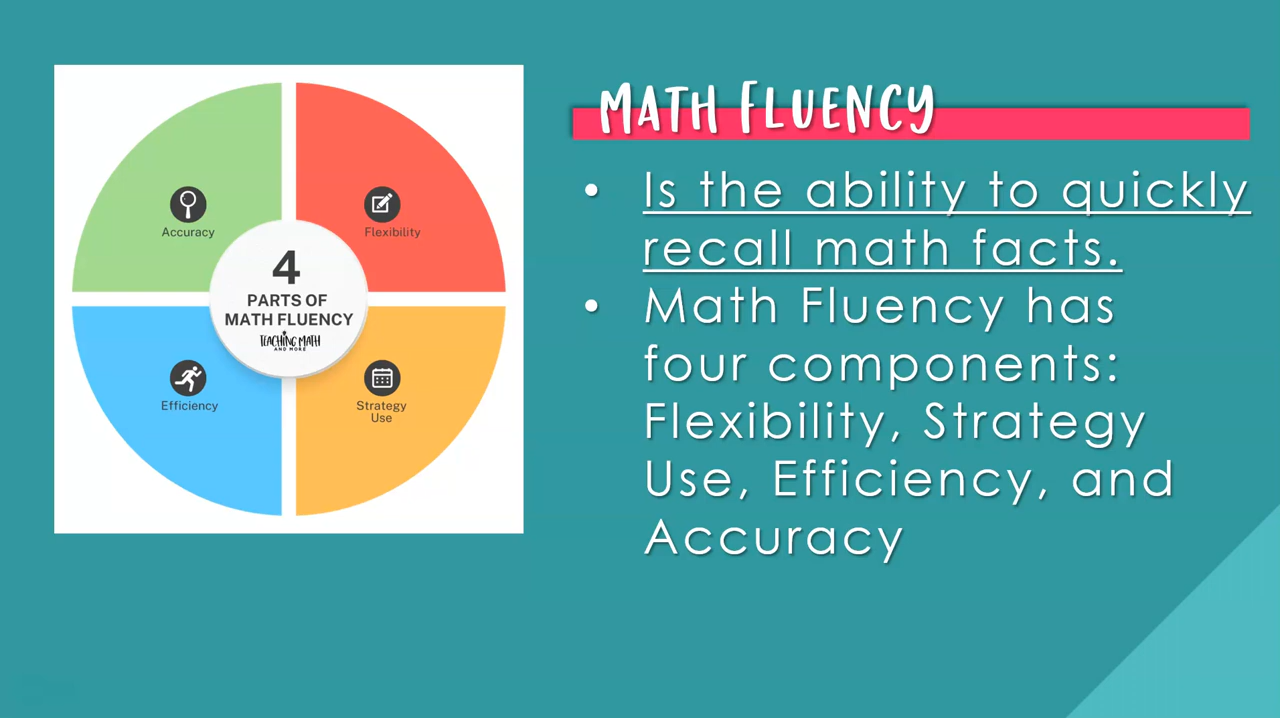 Accuracy
Flexibility
4
PARTS OF
MATH FLUENCY
TEACHING MATH
AND MORE
Efficiency
Strategy
Use
MATH FLUENCY
• Is the ability to quickly
recall math facts.
• Math Fluency has
four components:
Flexibility, Strategy
Use, Efficiency, and
Accuracy